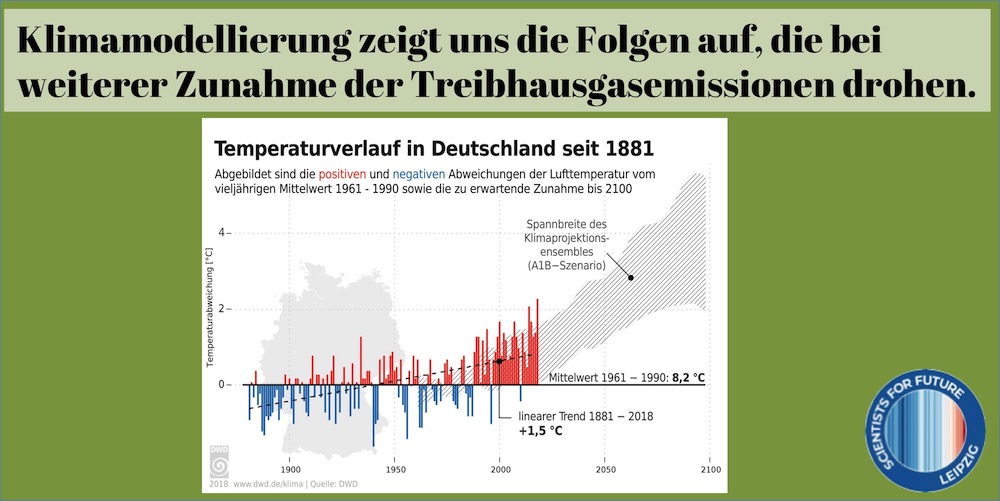 Klimamodellierung zeigt uns die Folgen auf, die bei
weiterer Zunahme der Treibhausgasemissionen drohen.
Temperaturverlauf in Deutschland seit 1881
Abgebildet sind die positiven und negativen Abweichungen der Lufttemperatur vom
vieljährigen Mittelwert 1961 - 1990 sowie die zu erwartende Zunahme bis 2100
Spannbreite des
Klimaprojektions-
ensembles
(A1B−Szenario)
Temperaturabweichung [°C]
4
2
0
Mittelwert 1961 − 1990: 8,2 °C
linearer Trend 1881 − 2018
+1,5 °C
1900
1950
2000
2050
2100
DWD
2018 www.dwd.de/klima | Quelle: DWD
SCIENTISTS FOR FUTURE
LEIPZIG